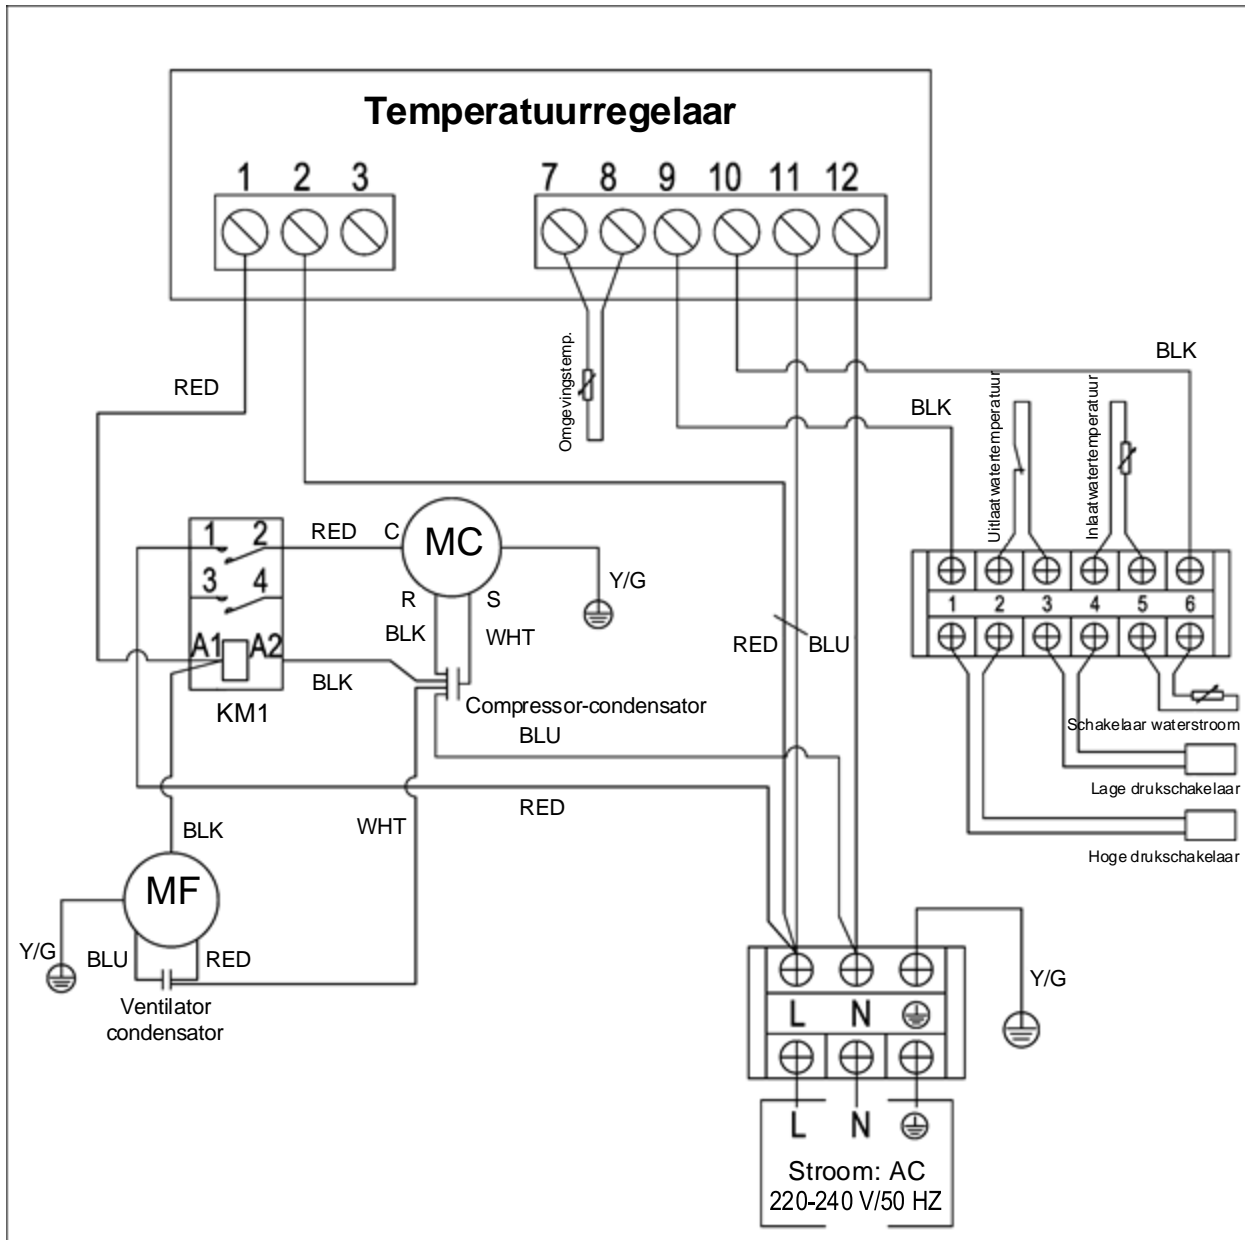 Temperatuurregelaar
1 2 3 7 8 9 10 11 12
Omgevingstemp.
RED
BLK
BLK
Uitlaatwatertemperatuur
Inlaatwatertemperatuur
1 2
3 4
A1 A2
KM1
RED
C
MC
R S
BLK
WHT
Y/G
BLK
Compressor-condensator
BLU
RED
BLU
1 2 3 4 5 6
Schakelaar waterstroom
Lage drukschakelaar
Hoge drukschakelaar
RED
WHT
BLK
MF
Y/G
BLU
RED
Ventilator
condensator
Y/G
L N
L N
Stroom: AC
220-240 V/50 HZ